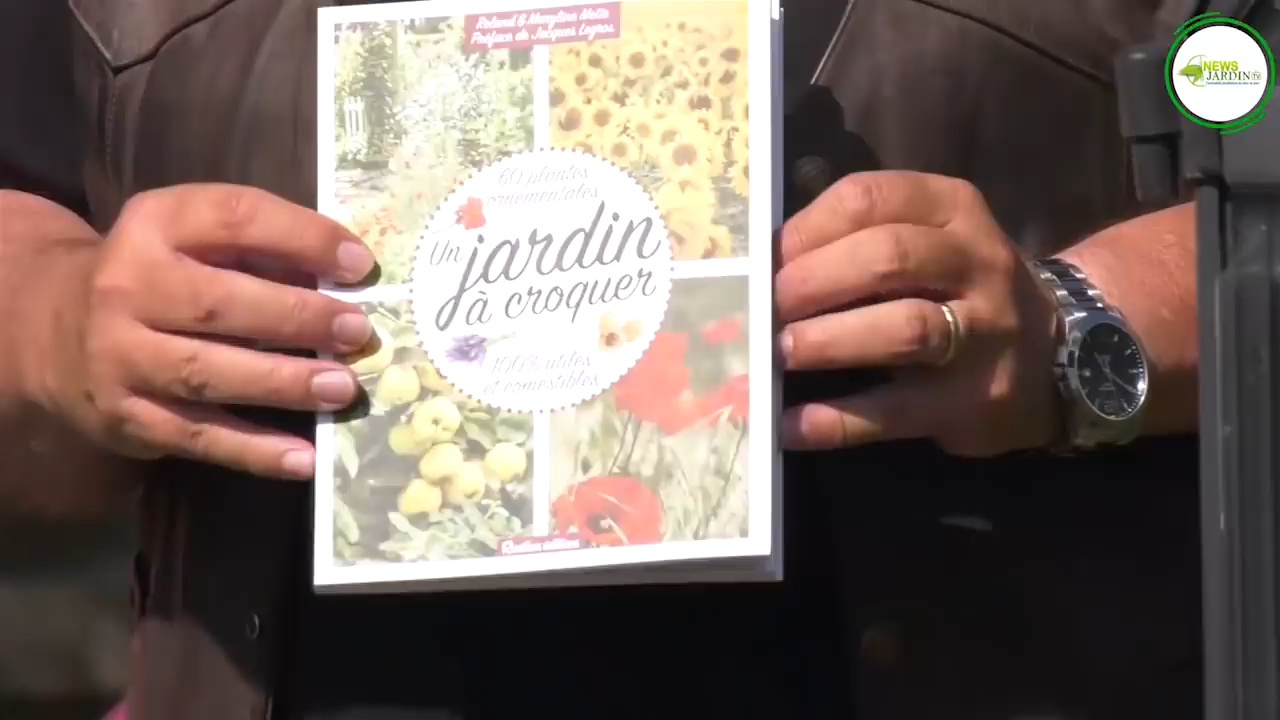 Roland & Maryline Motte
Préface de Jacques Legros
60 plantes
ornementales
Un jardin
à croquer
100% utiles
et comestibles
NEWS
JARDIN TV